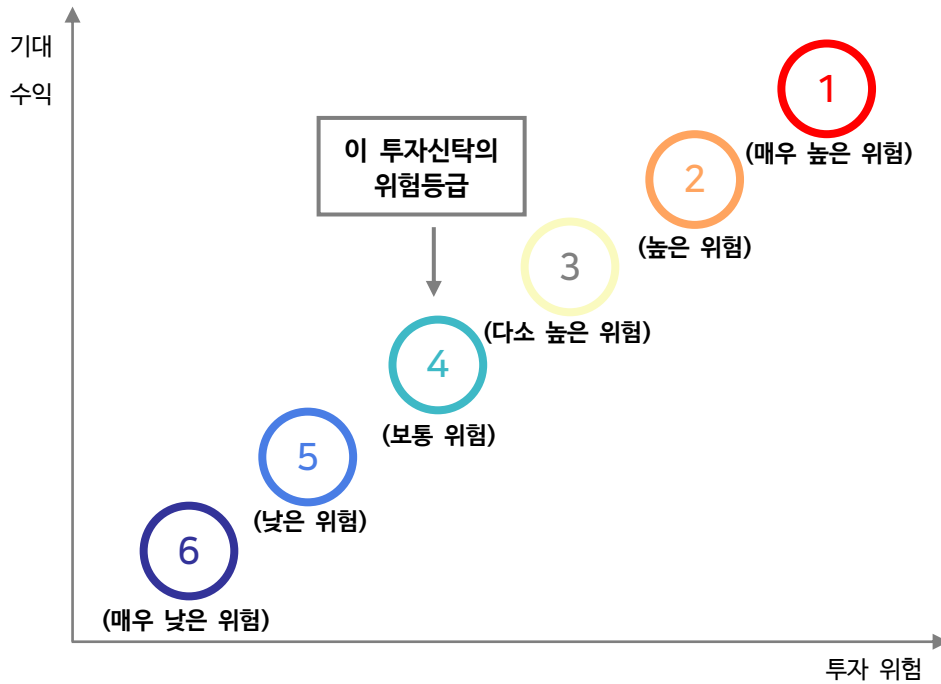 기대
수익
1
(매우 높은 위험)
이 투자신탁의
위험등급
2
(높은 위험)
3
(다소 높은 위험)
4
(보통 위험)
5
(낮은 위험)
6
(매우 낮은 위험)
투자 위험